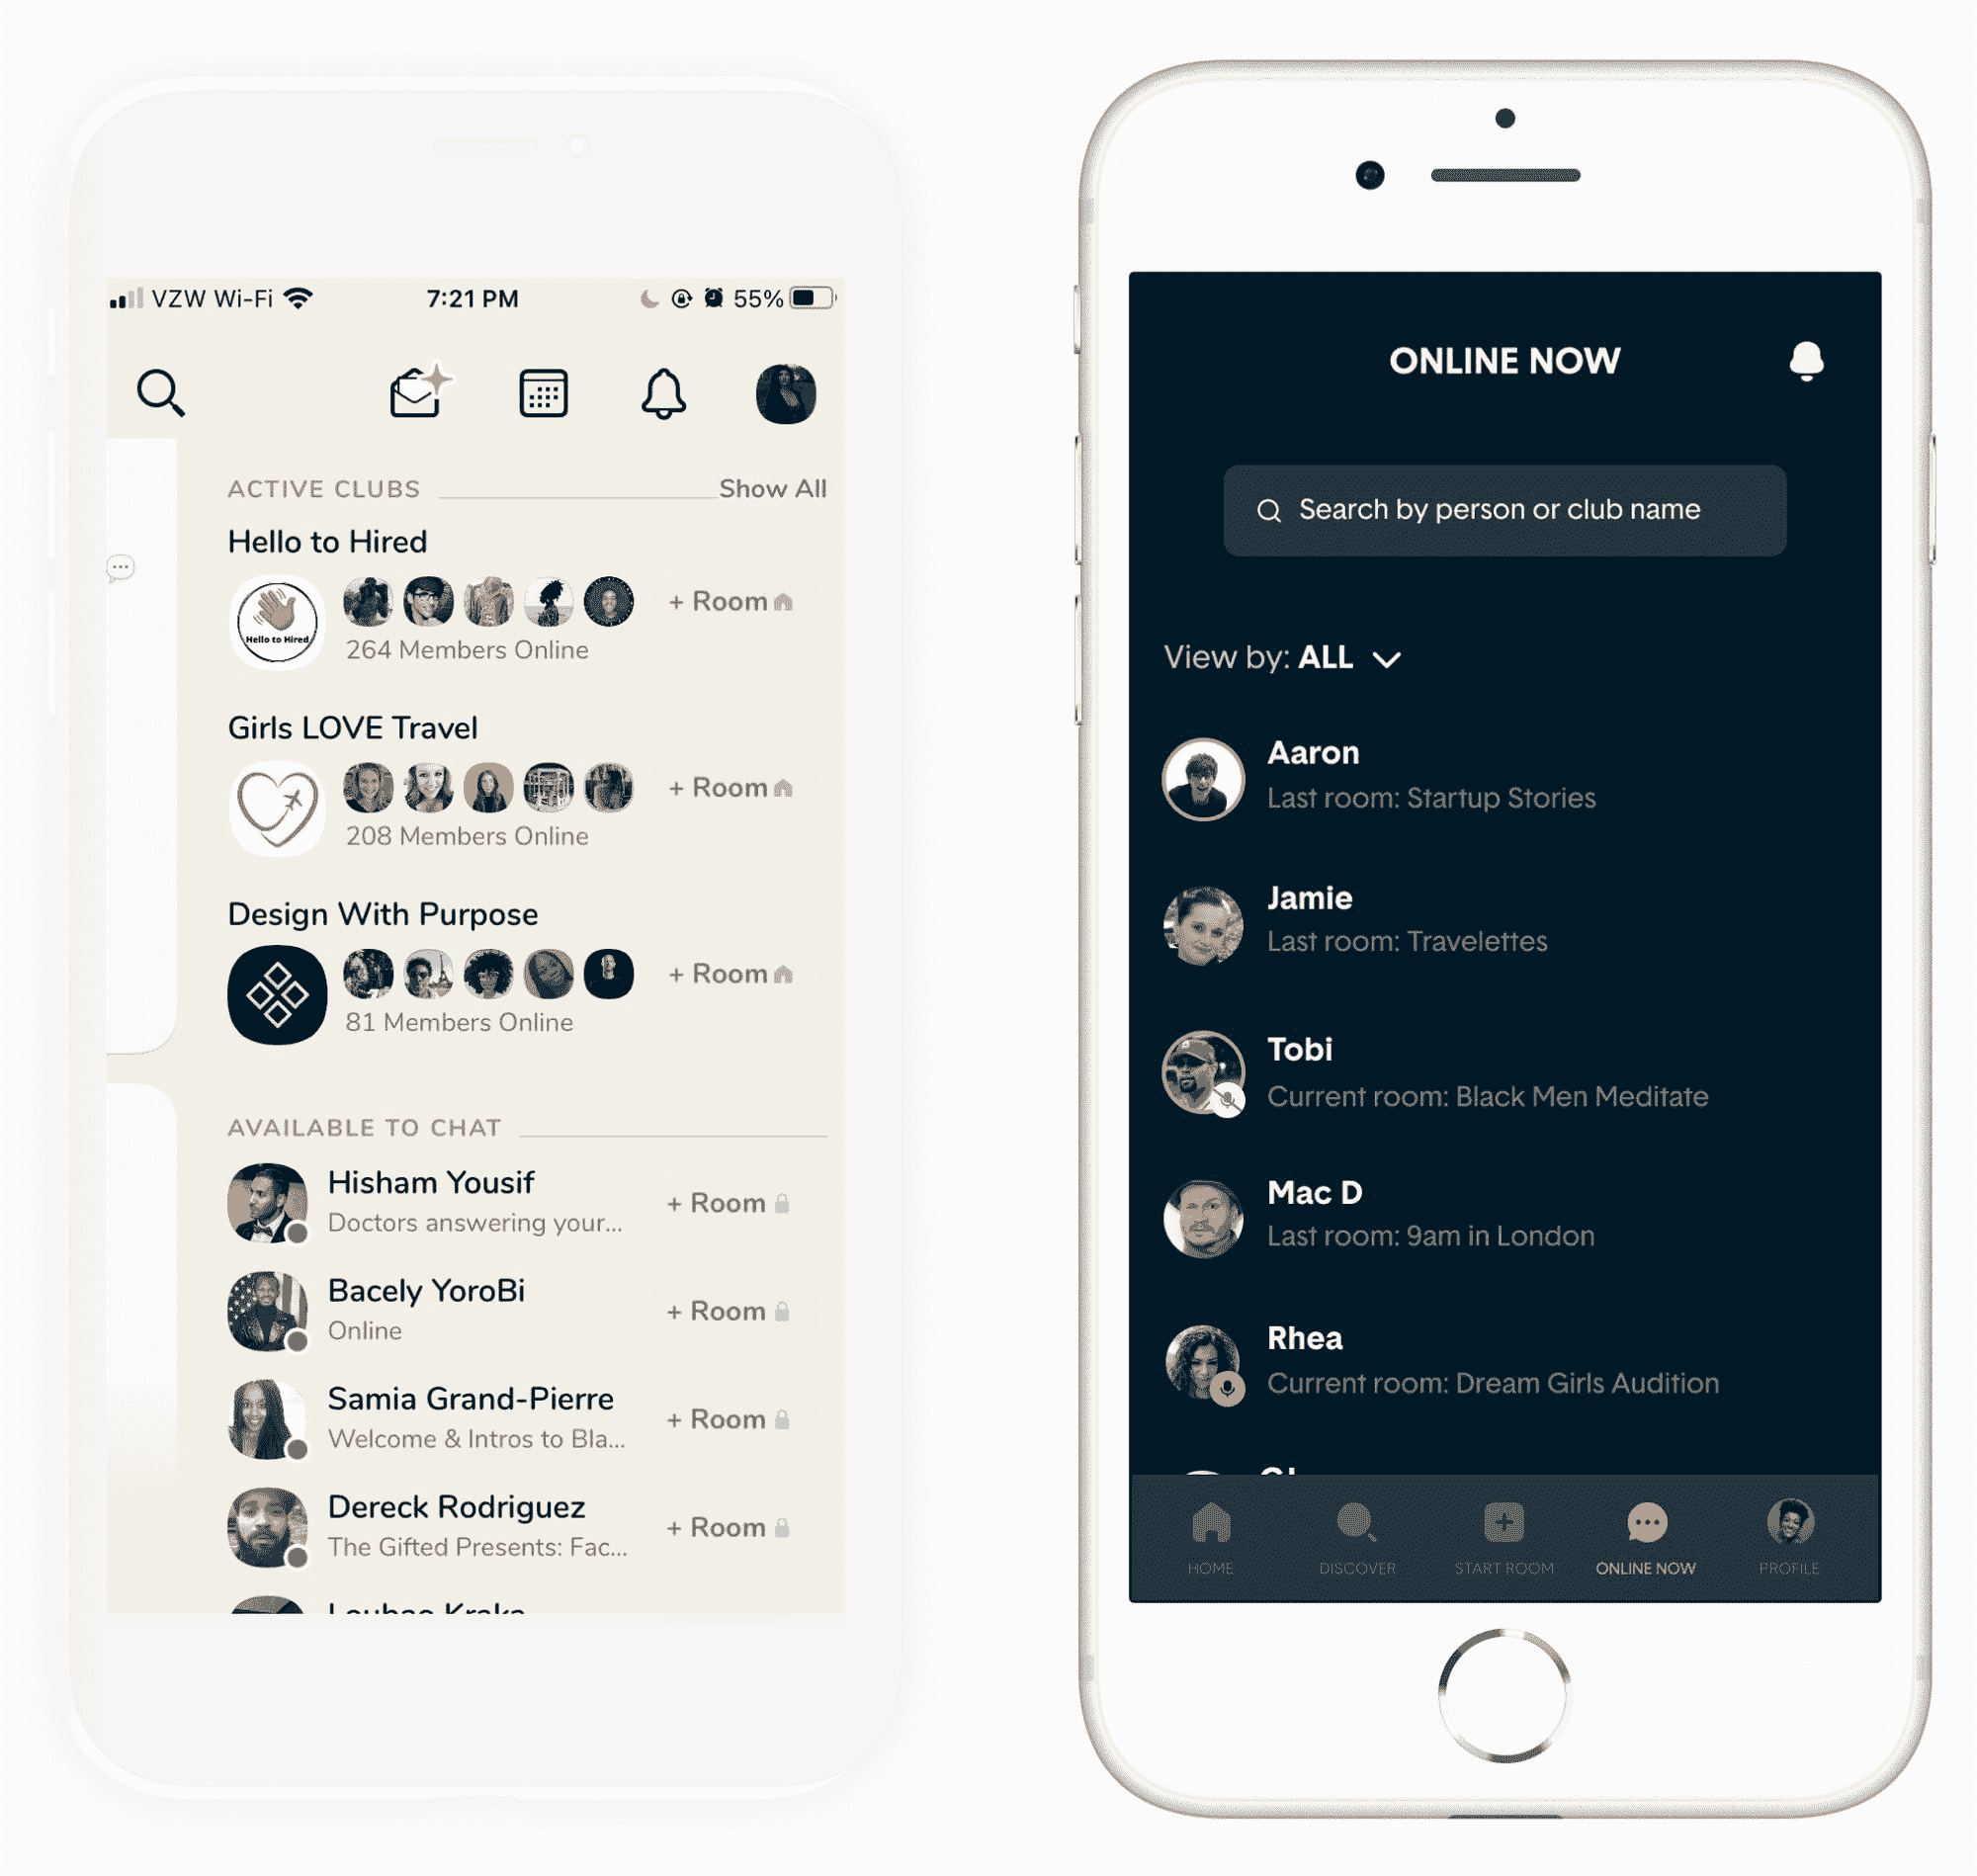 VZW Wi-Fi 7:21 PM 55%
ACTIVE CLUBS Show All
Hello to Hired
Hello to Hired
+ Room
264 Members Online
Girls LOVE Travel
+ Room
208 Members Online
Design With Purpose
+ Room
81 Members Online
AVAILABLE TO CHAT
Hisham Yousif
Doctors answering your...
+ Room
Bacely YoroBi
Online
+ Room
Samia Grand-Pierre
Welcome & Intros to Bla...
+ Room
Dereck Rodriguez
The Gifted Presents: Fac...
+ Room
ONLINE NOW
Search by person or club name
View by: ALL
Aaron
Last room: Startup Stories
Jamie
Last room: Travelettes
Tobi
Current room: Black Men Meditate
Mac D
Last room: 9am in London
Rhea
Current room: Dream Girls Audition
HOME DISCOVER START ROOM ONLINE NOW PROFILE